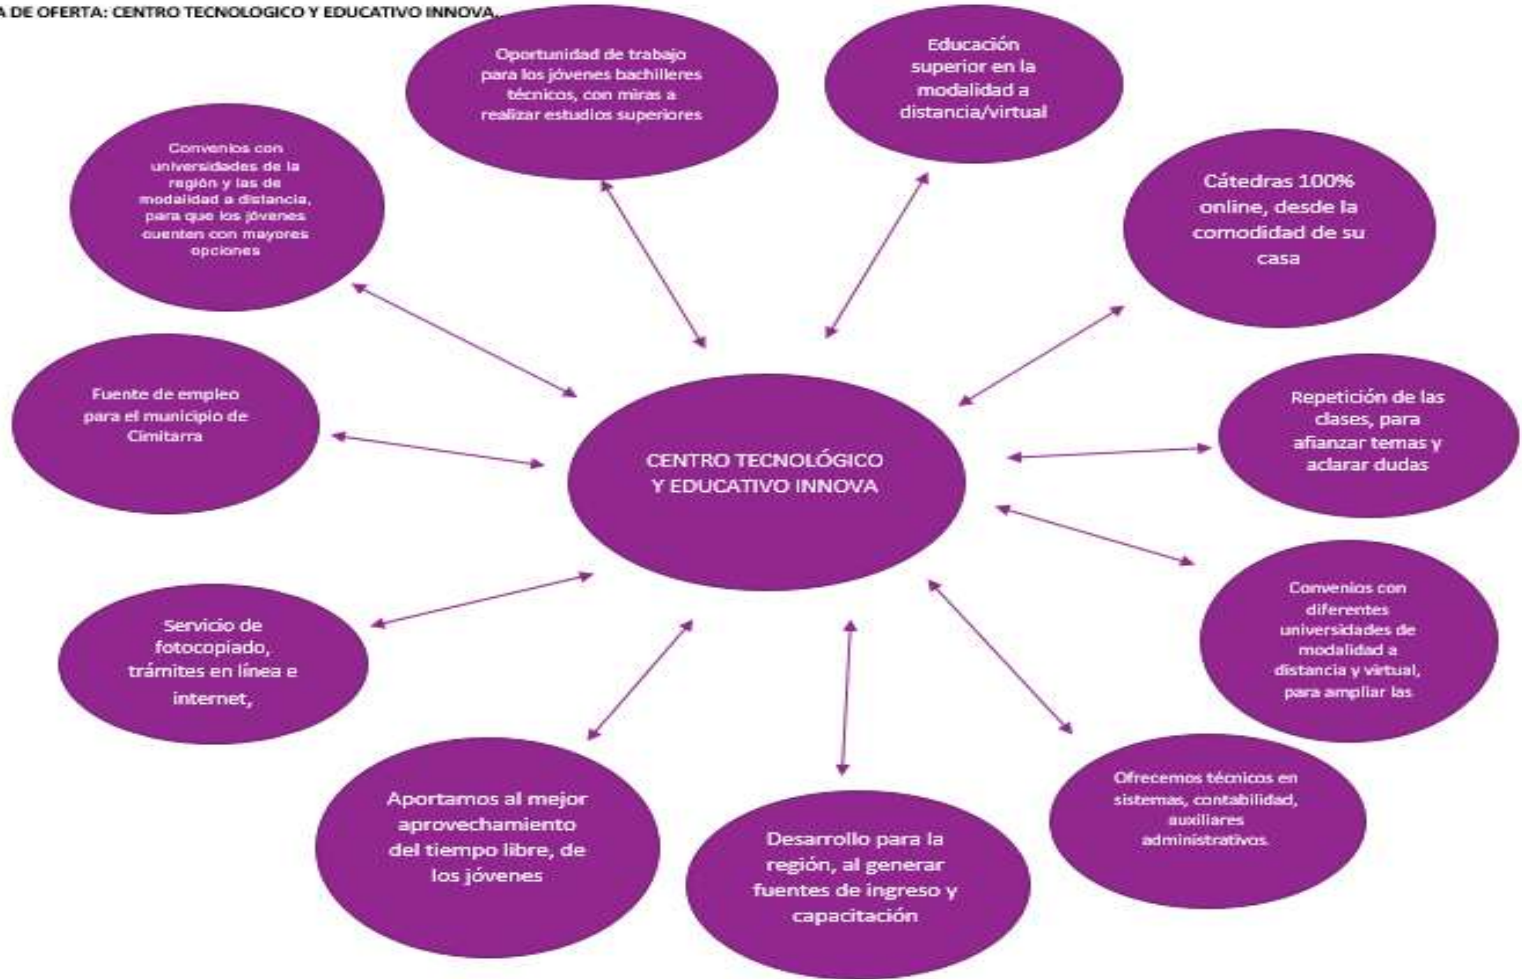 A DE OFERTA: CENTRO TECNOLOGICO Y EDUCATIVO INNOVA.
Oportunidad de trabajo
para los jóvenes bachilleres
técnicos, con miras a
realizar estudios superiores
Educación
superior en la
modalidad a
distancia/virtual
Convenios con
universidades de la
región y las de
modalidad a distancia,
para que los jóvenes
cuenten con mayores
opciones
Cátedras 100%
online, desde la
comodidad de su
casa
Fuente de empleo
para el municipio de
Cimitarra
CENTRO TECNOLÓGICO
Y EDUCATIVO INNOVA
Repetición de las
clases, para
afianzar temas y
aclarar dudas
Servicio de
fotocopiado,
trámites en línea e
internet,
Convenios con
diferentes
universidades de
modalidad a
distancia y virtual,
para ampliar las
Aportamos al mejor
aprovechamiento
del tiempo libre, de
los jóvenes
Desarrollo para la
región, al generar
fuentes de ingreso y
capacitación
Ofrecemos técnicos en
sistemas, contabilidad,
auxiliares
administrativos.